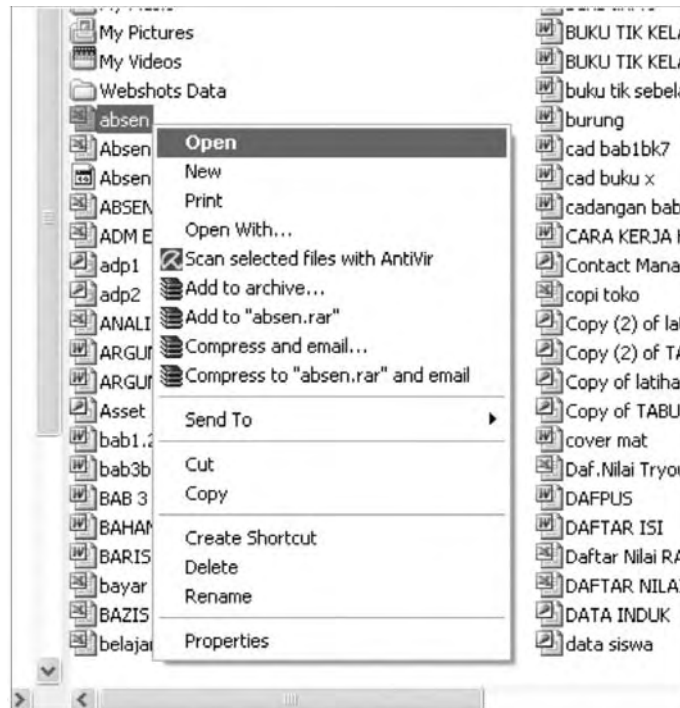 My Pictures
My Videos
Webshots Data
absen
Absen
Absen
ABSEN
ADM E
adp1
adp2
ANALI
ARGUM
ARGUM
Asset
bab1.2
bab3b
BAB 3
BAHAN
BARIS
bayar
BAZIS
belajar
Open
New
Print
Open With...
Scan selected files with AntiVir
Add to archive...
Add to "absen.rar"
Compress and email...
Compress to "absen.rar" and email
Send To
Cut
Copy
Create Shortcut
Delete
Rename
Properties
BUKU TIK KELA
BUKU TIK KELA
buku tik sebela
burung
cad bab1bk7
cad buku x
cadangan bab
CARA KERJA
Contact Mana
copi toko
Copy (2) of lat
Copy (2) of TA
Copy of latiha
Copy of TABU
cover mat
Daf.Nilai Tryou
DAFPUS
DAFTAR ISI
Daftar Nilai RA
DAFTAR NILAI
DATA INDUK
data siswa